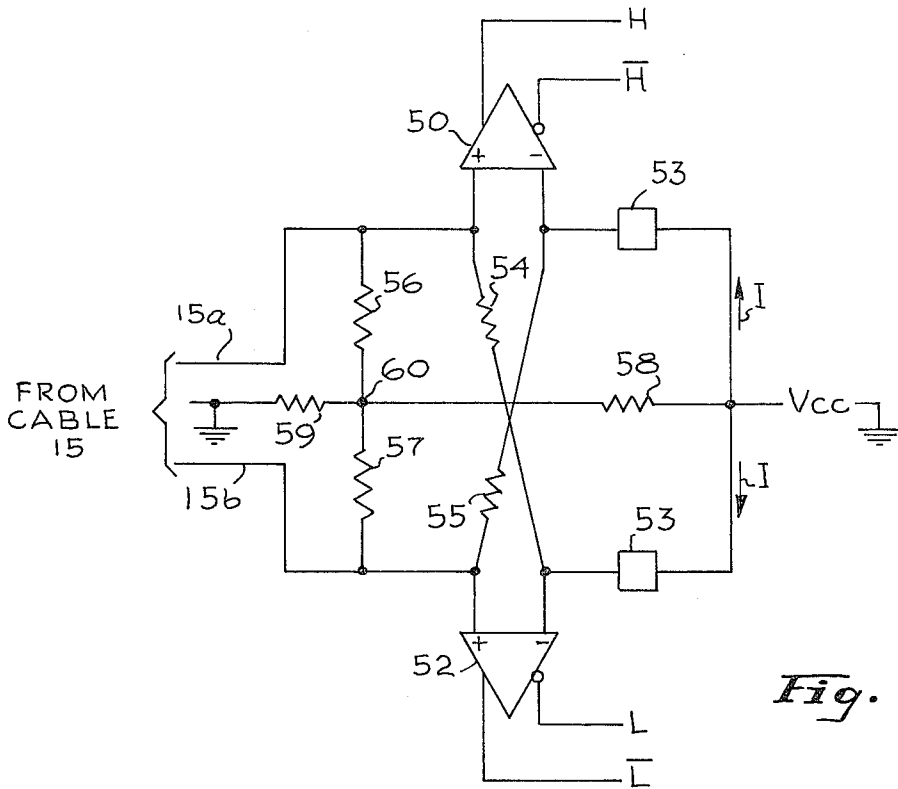 H
H̅
50
+ −
53
54
56
I
15a
60
58
FROM
CABLE
15
Vcc
59
57
I
15b
55
53
+ −
52
Fig.
L
L̅